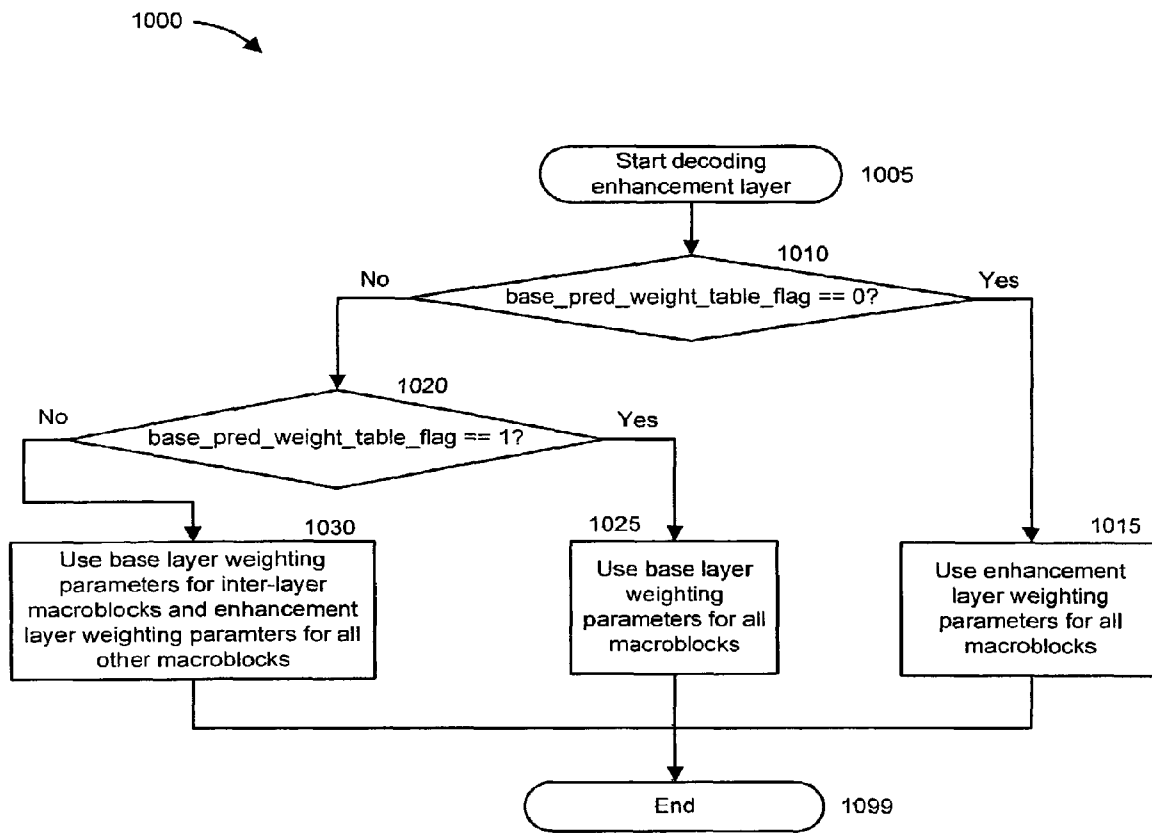 1000
Start decoding
enhancement layer
1005
1010
No
Yes
base_pred_weight_table_flag == 0?
1020
No
Yes
base_pred_weight_table_flag == 1?
1030
1025
1015
Use base layer weighting
parameters for inter-layer
macroblocks and enhancement
layer weighting paramters for all
other macroblocks
Use base layer
weighting
parameters for all
macroblocks
Use enhancement
layer weighting
parameters for all
macroblocks
End
1099